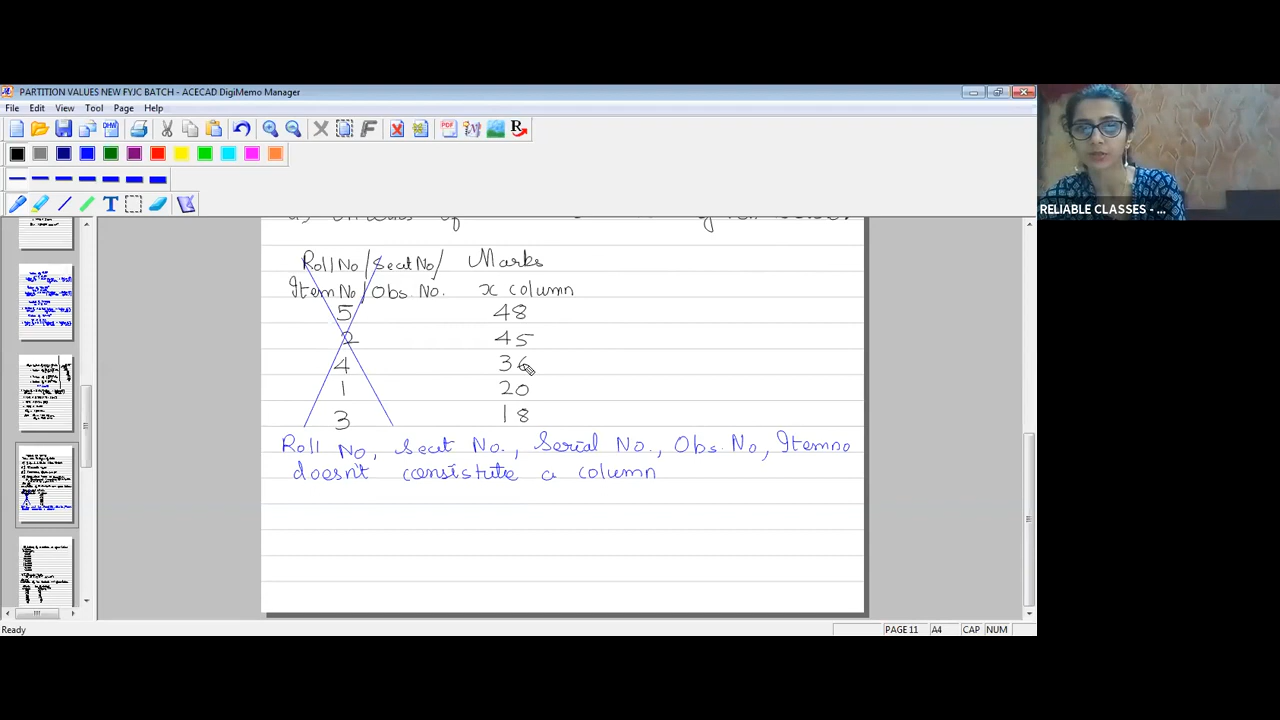 PARTITION VALUES NEW FYJC BATCH - ACECAD DigiMemo Manager
File Edit View Tool Page Help
RELIABLE CLASSES - ...
Roll No / Seat No / Marks
Item No / Obs. No. x column
5 48
2 45
4 36
1 20
3 18
Roll No, Seat No., Serial No., Obs. No, Itemno
doesn't consistute a column
Ready PAGE 11 A4 CAP NUM